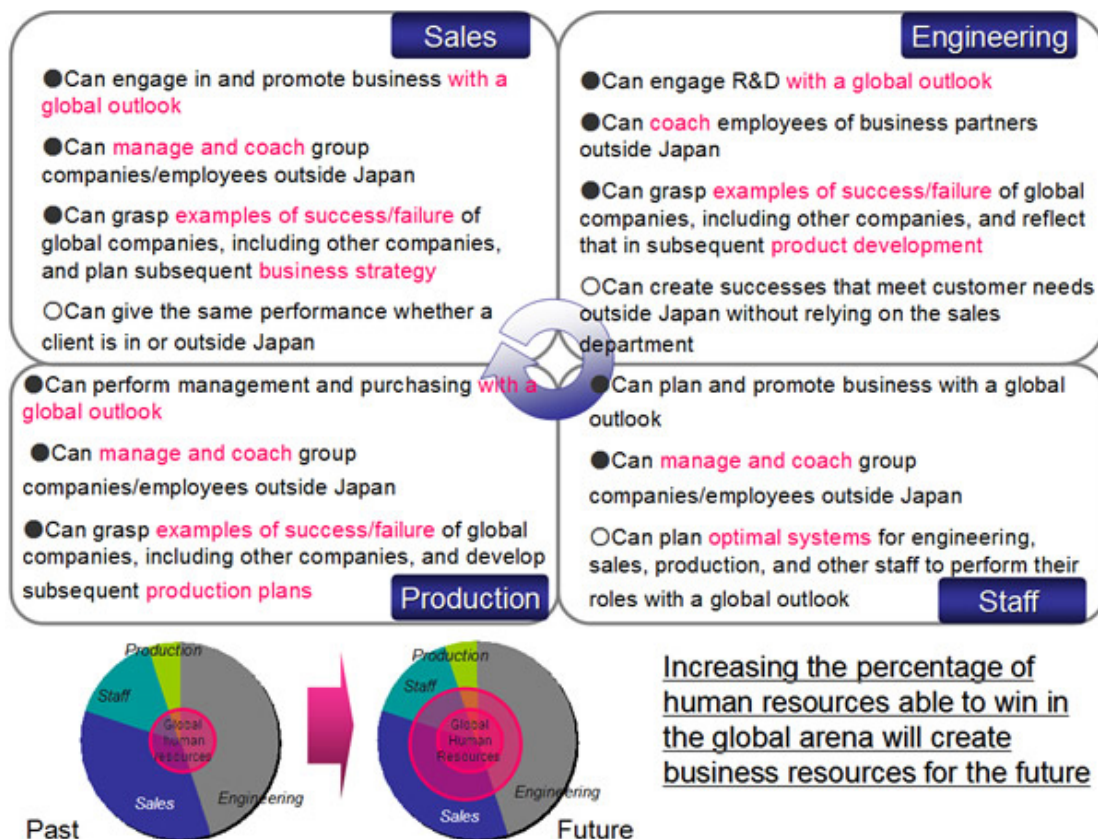 Sales
●Can engage in and promote business with a
global outlook
●Can manage and coach group
companies/employees outside Japan
●Can grasp examples of success/failure of
global companies, including other companies,
and plan subsequent business strategy
○Can give the same performance whether a
client is in or outside Japan
Engineering
●Can engage R&D with a global outlook
●Can coach employees of business partners
outside Japan
●Can grasp examples of success/failure of global
companies, including other companies, and reflect
that in subsequent product development
○Can create successes that meet customer needs
outside Japan without relying on the sales
department
●Can perform management and purchasing with a
global outlook
●Can manage and coach group
companies/employees outside Japan
●Can grasp examples of success/failure of global
companies, including other companies, and develop
subsequent production plans
Production
●Can plan and promote business with a global
outlook
●Can manage and coach group
companies/employees outside Japan
○Can plan optimal systems for engineering,
sales, production, and other staff to perform their
roles with a global outlook
Staff
Production
Staff
Global
human
resources
Sales
Engineering
Past
Production
Staff
Global
Human
Resources
Sales
Engineering
Future
Increasing the percentage of
human resources able to win in
the global arena will create
business resources for the future